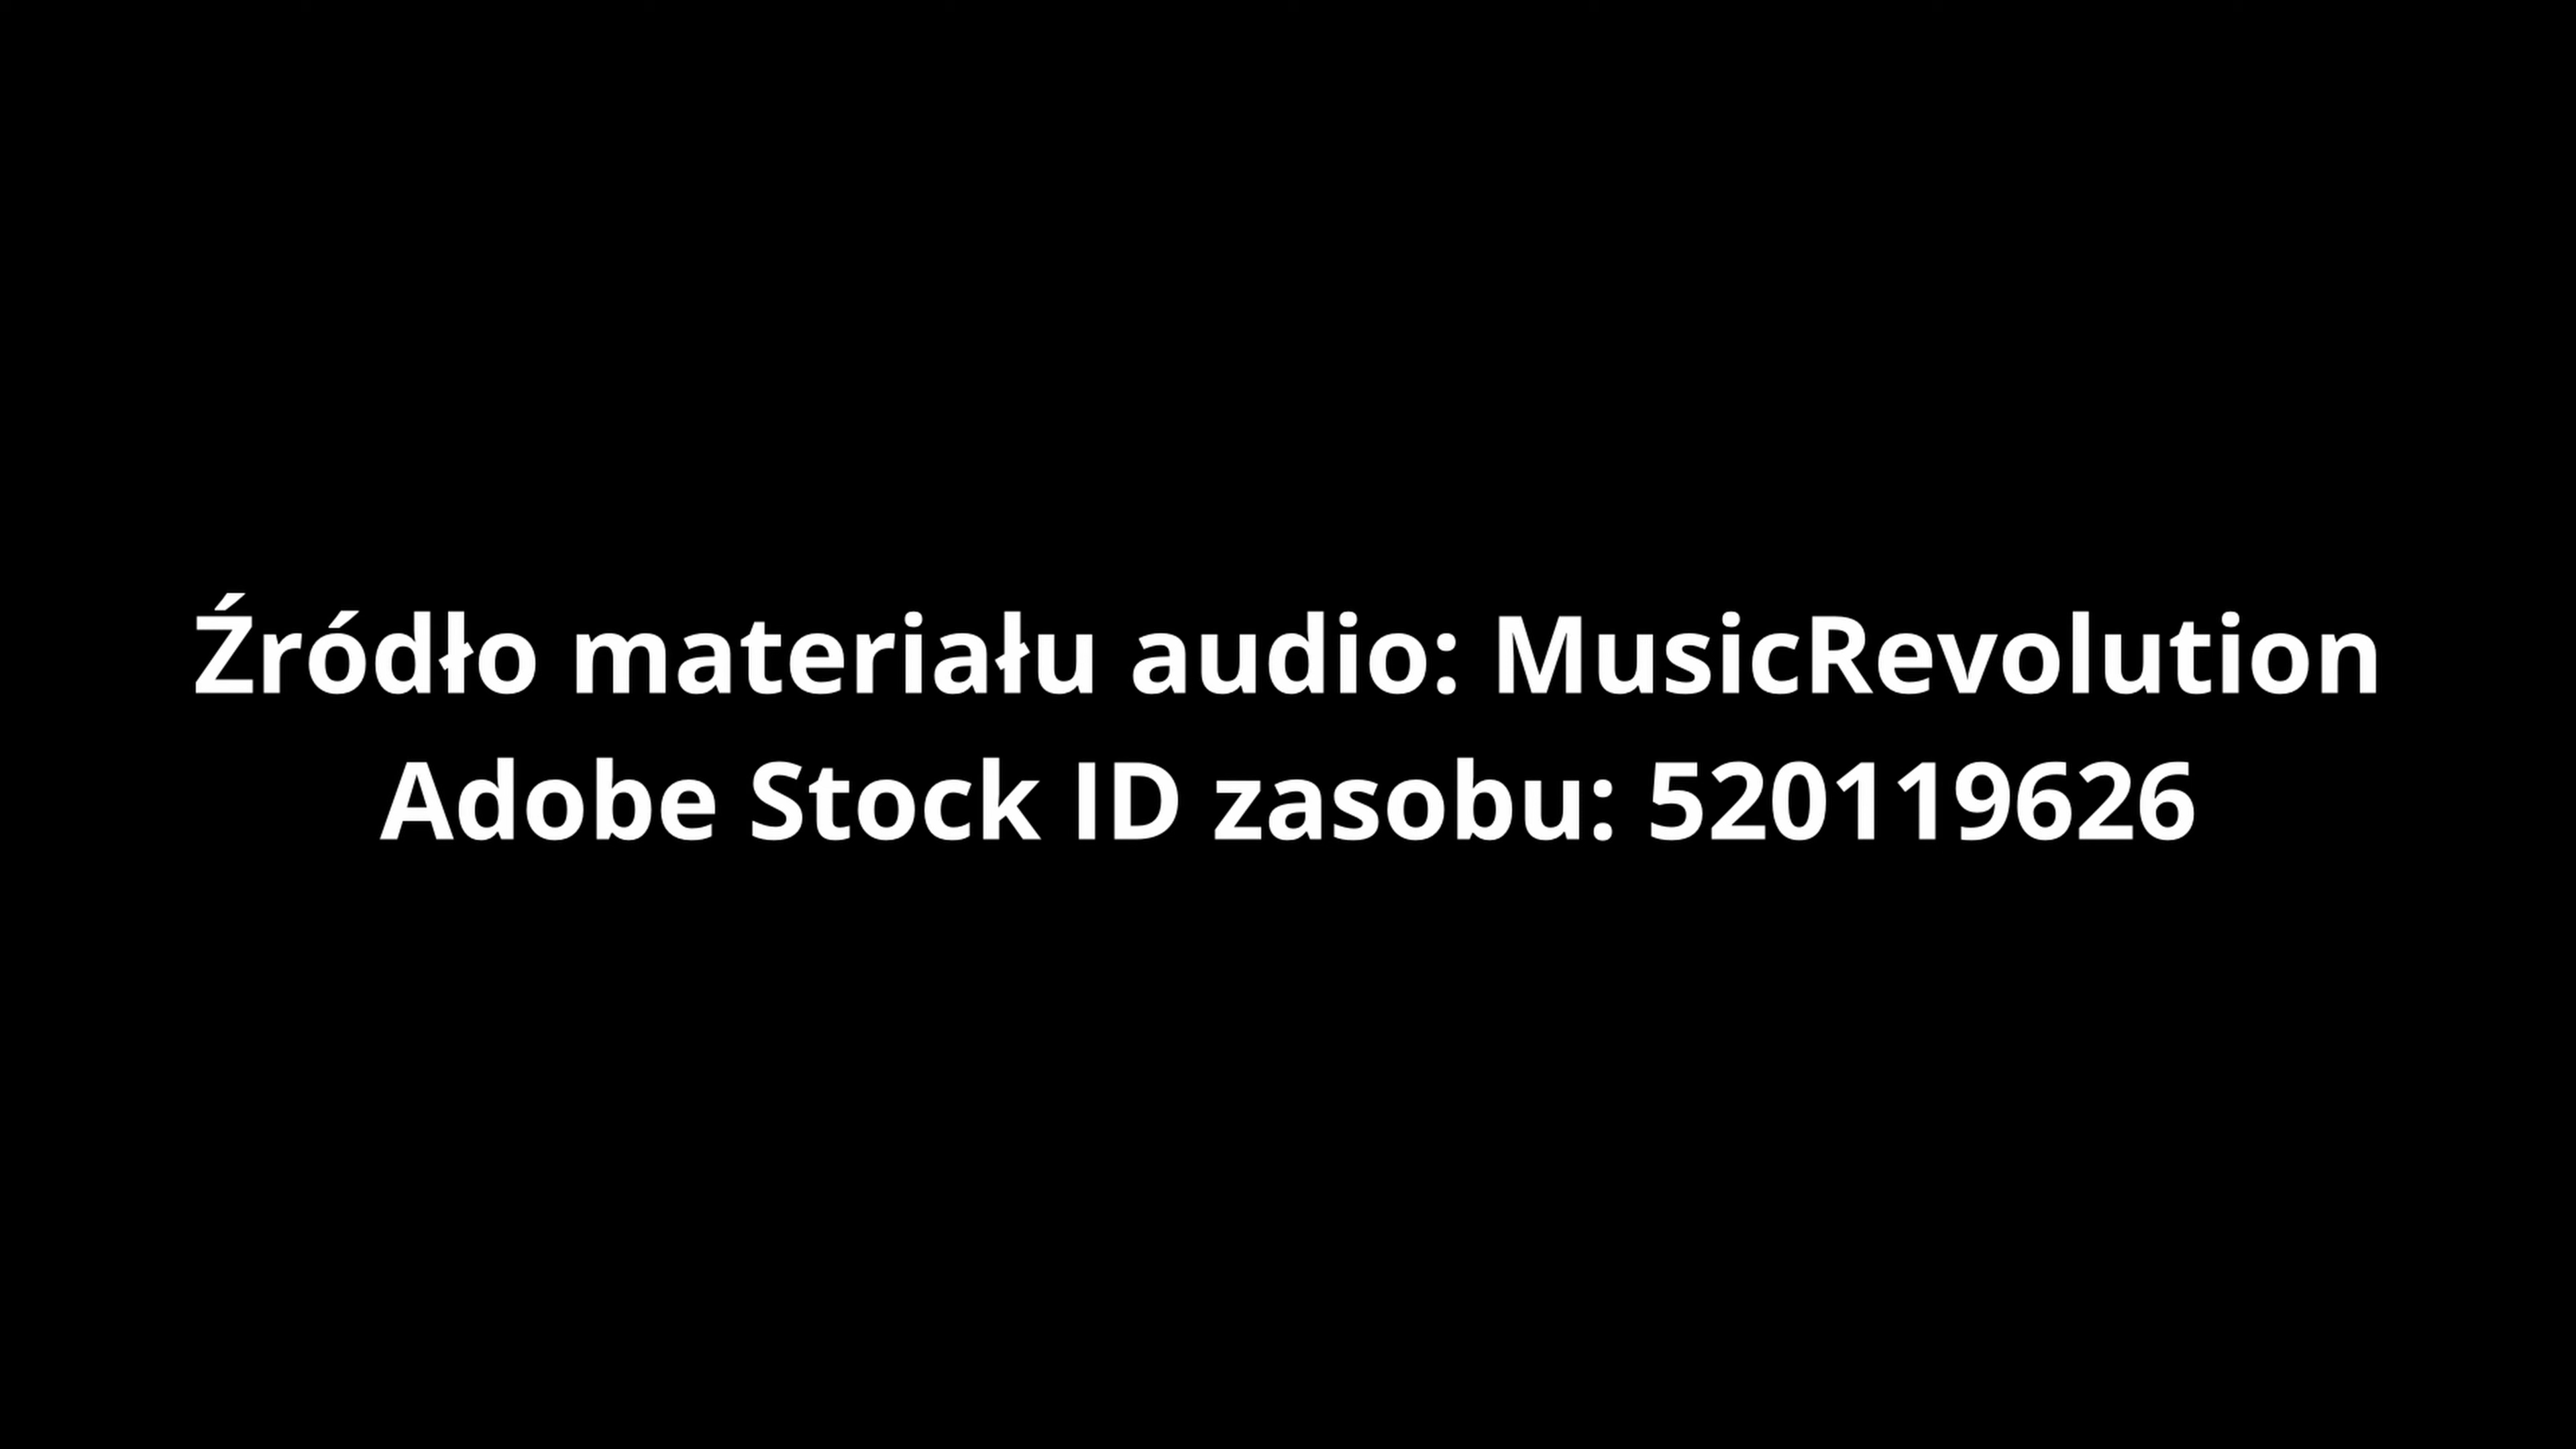 Źródło materiału audio: MusicRevolution
Adobe Stock ID zasobu: 520119626